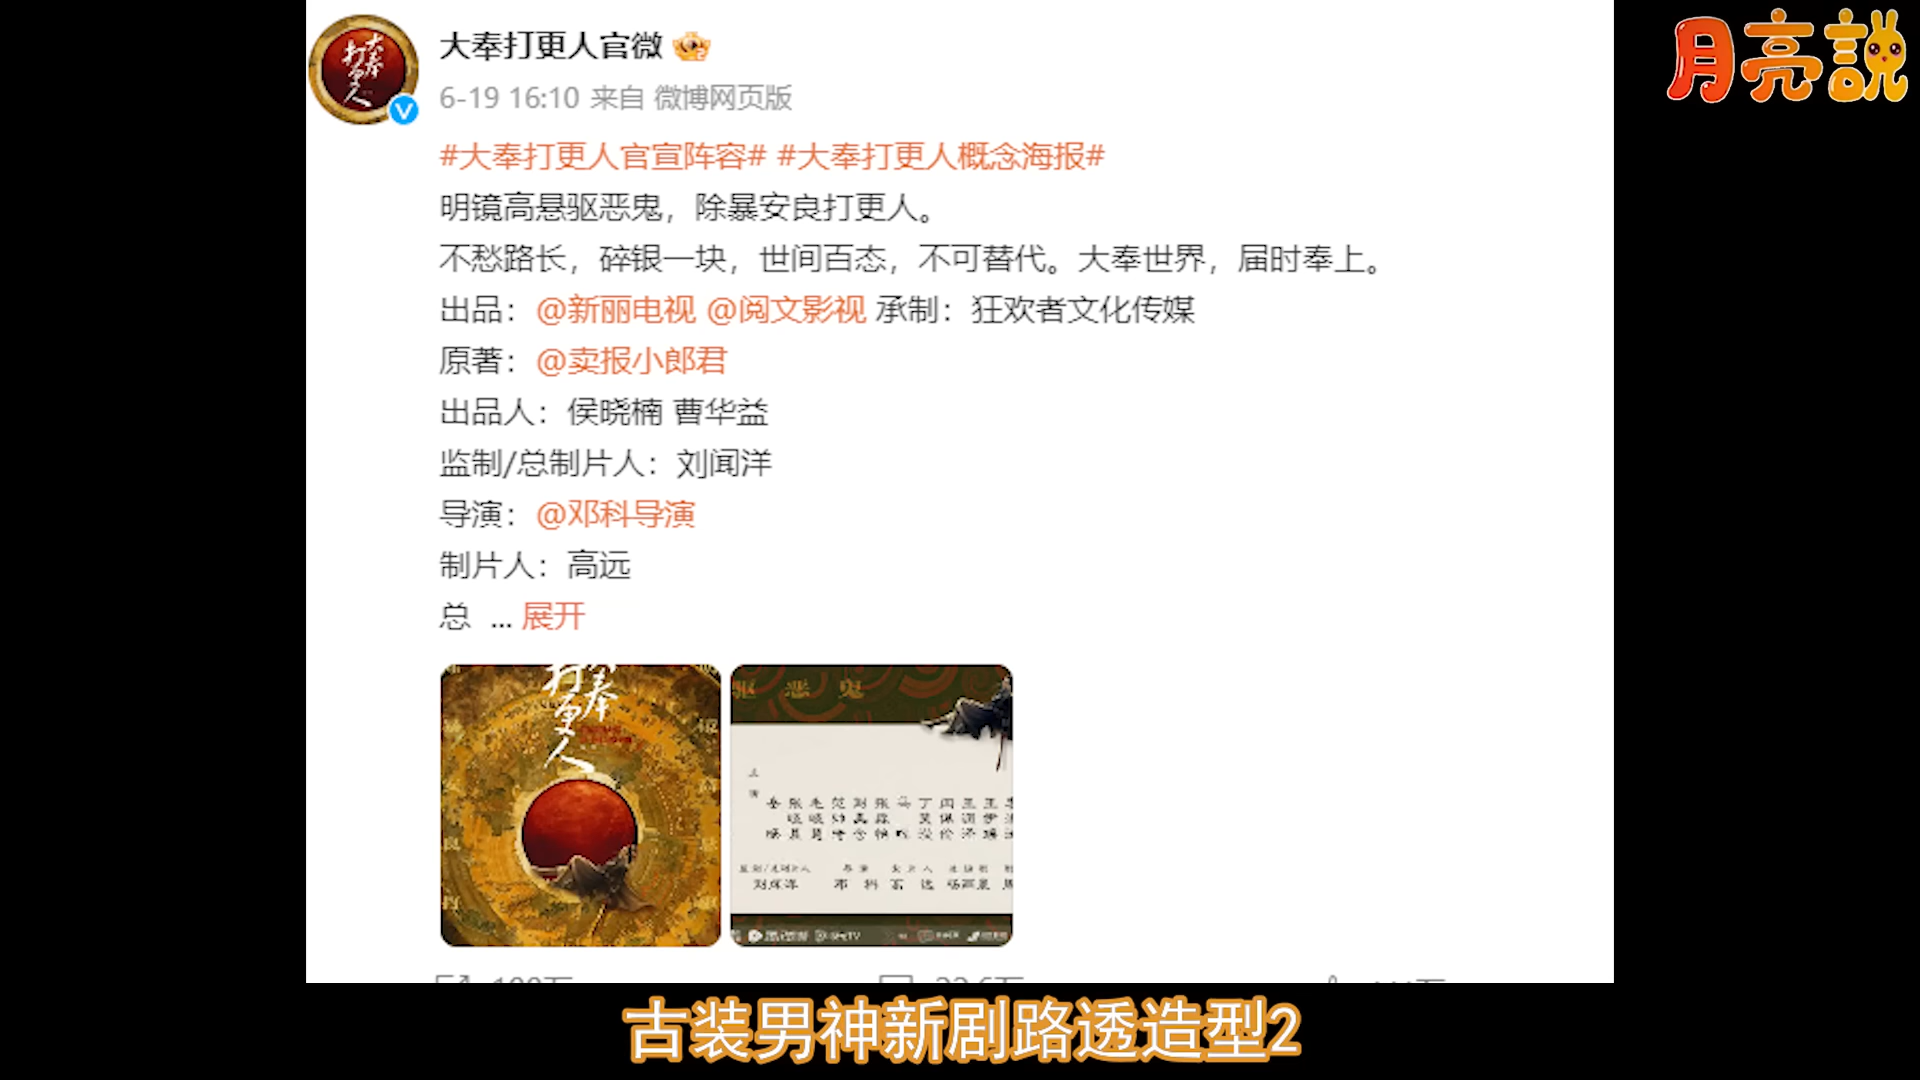 大奉打更人官微
月亮説
6-19 16:10 来自 微博网页版
#大奉打更人官宣阵容# #大奉打更人概念海报#
明镜高悬驱恶鬼，除暴安良打更人。
不愁路长，碎银一块，世间百态，不可替代。大奉世界，届时奉上。
出品：@新丽电视 @阅文影视 承制：狂欢者文化传媒
原著：@卖报小郎君
出品人：侯晓楠 曹华益
监制/总制片人：刘闻洋
导演：@邓科导演
制片人：高远
总 ... 展开
大奉打更人
驱恶鬼
古装男神新剧路透造型2